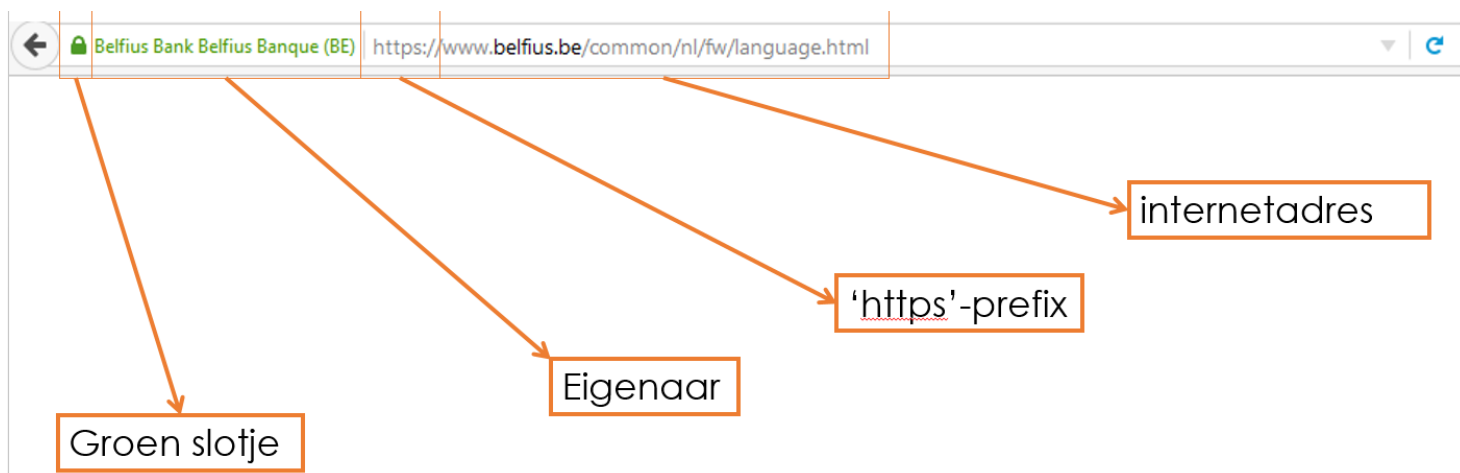 Belfius Bank Belfius Banque (BE) https://www.belfius.be/common/nl/fw/language.html
internetadres
‘https’-prefix
Eigenaar
Groen slotje